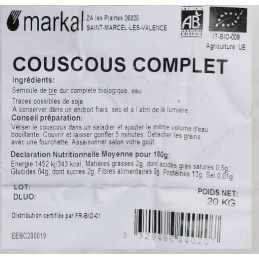 markal
ZA les Plaines 26320
SAINT-MARCEL-LES-VALENCE
AB
IT-BIO-009
Agriculture UE
COUSCOUS COMPLET
Ingrédients:
Semoule de blé dur complète biologique, eau
Traces possibles de soja
A conserver dans un endroit frais, sec et a l'abri de la lumière
Conseil préparation:
Verser le couscous dans un saladier et ajouter le même volume d'eau
bouillante. Couvrir et laisser gonfler 5 minutes. Détacher les grains
avec une fourchette. Assaisonner selon votre goût.
Declaration Nutritionnelle Moyenne pour 100g:
Energie 1452 kj/343 kcal, Matières grasses 2g, dont acides gras saturés 0.5g
Glucides 64g, dont sucres 2g, Fibres alimentaires 8.5g, Protéines 13g, Sel 0.01g
LOT:
DLUO:
POIDS NET:
20 KG
Distribution certifiée par FR-BIO-01
EESC200019